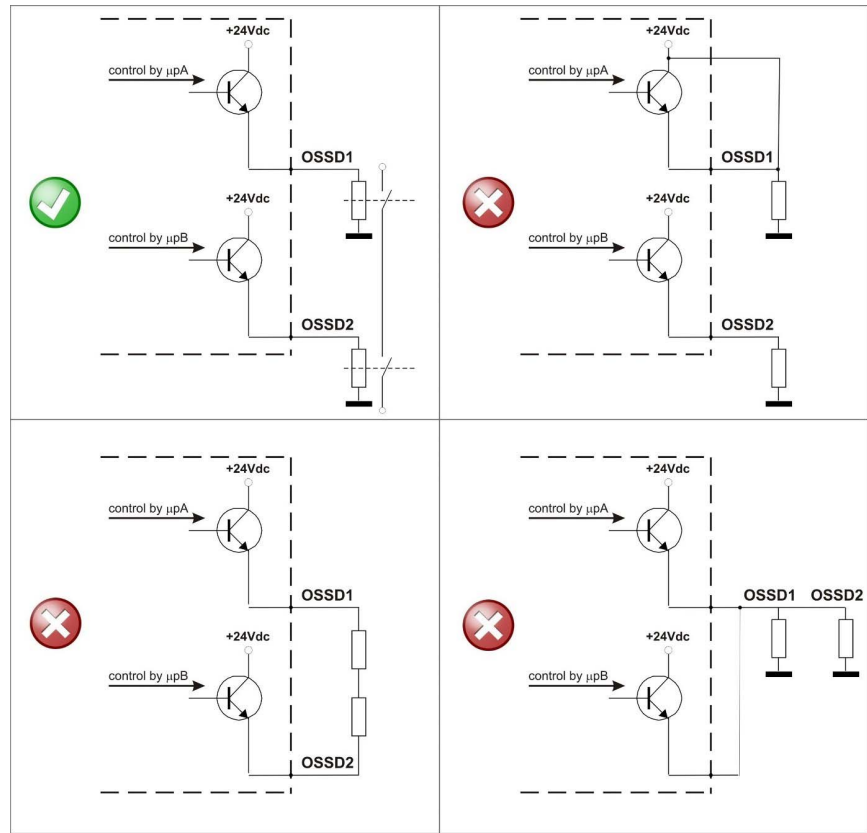 +24Vdc
control by µpA
OSSD1
+24Vdc
control by µpB
OSSD2
+24Vdc
control by µpA
OSSD1
+24Vdc
control by µpB
OSSD2
+24Vdc
control by µpA
OSSD1
+24Vdc
control by µpB
OSSD2
+24Vdc
control by µpA
OSSD1 OSSD2
+24Vdc
control by µpB